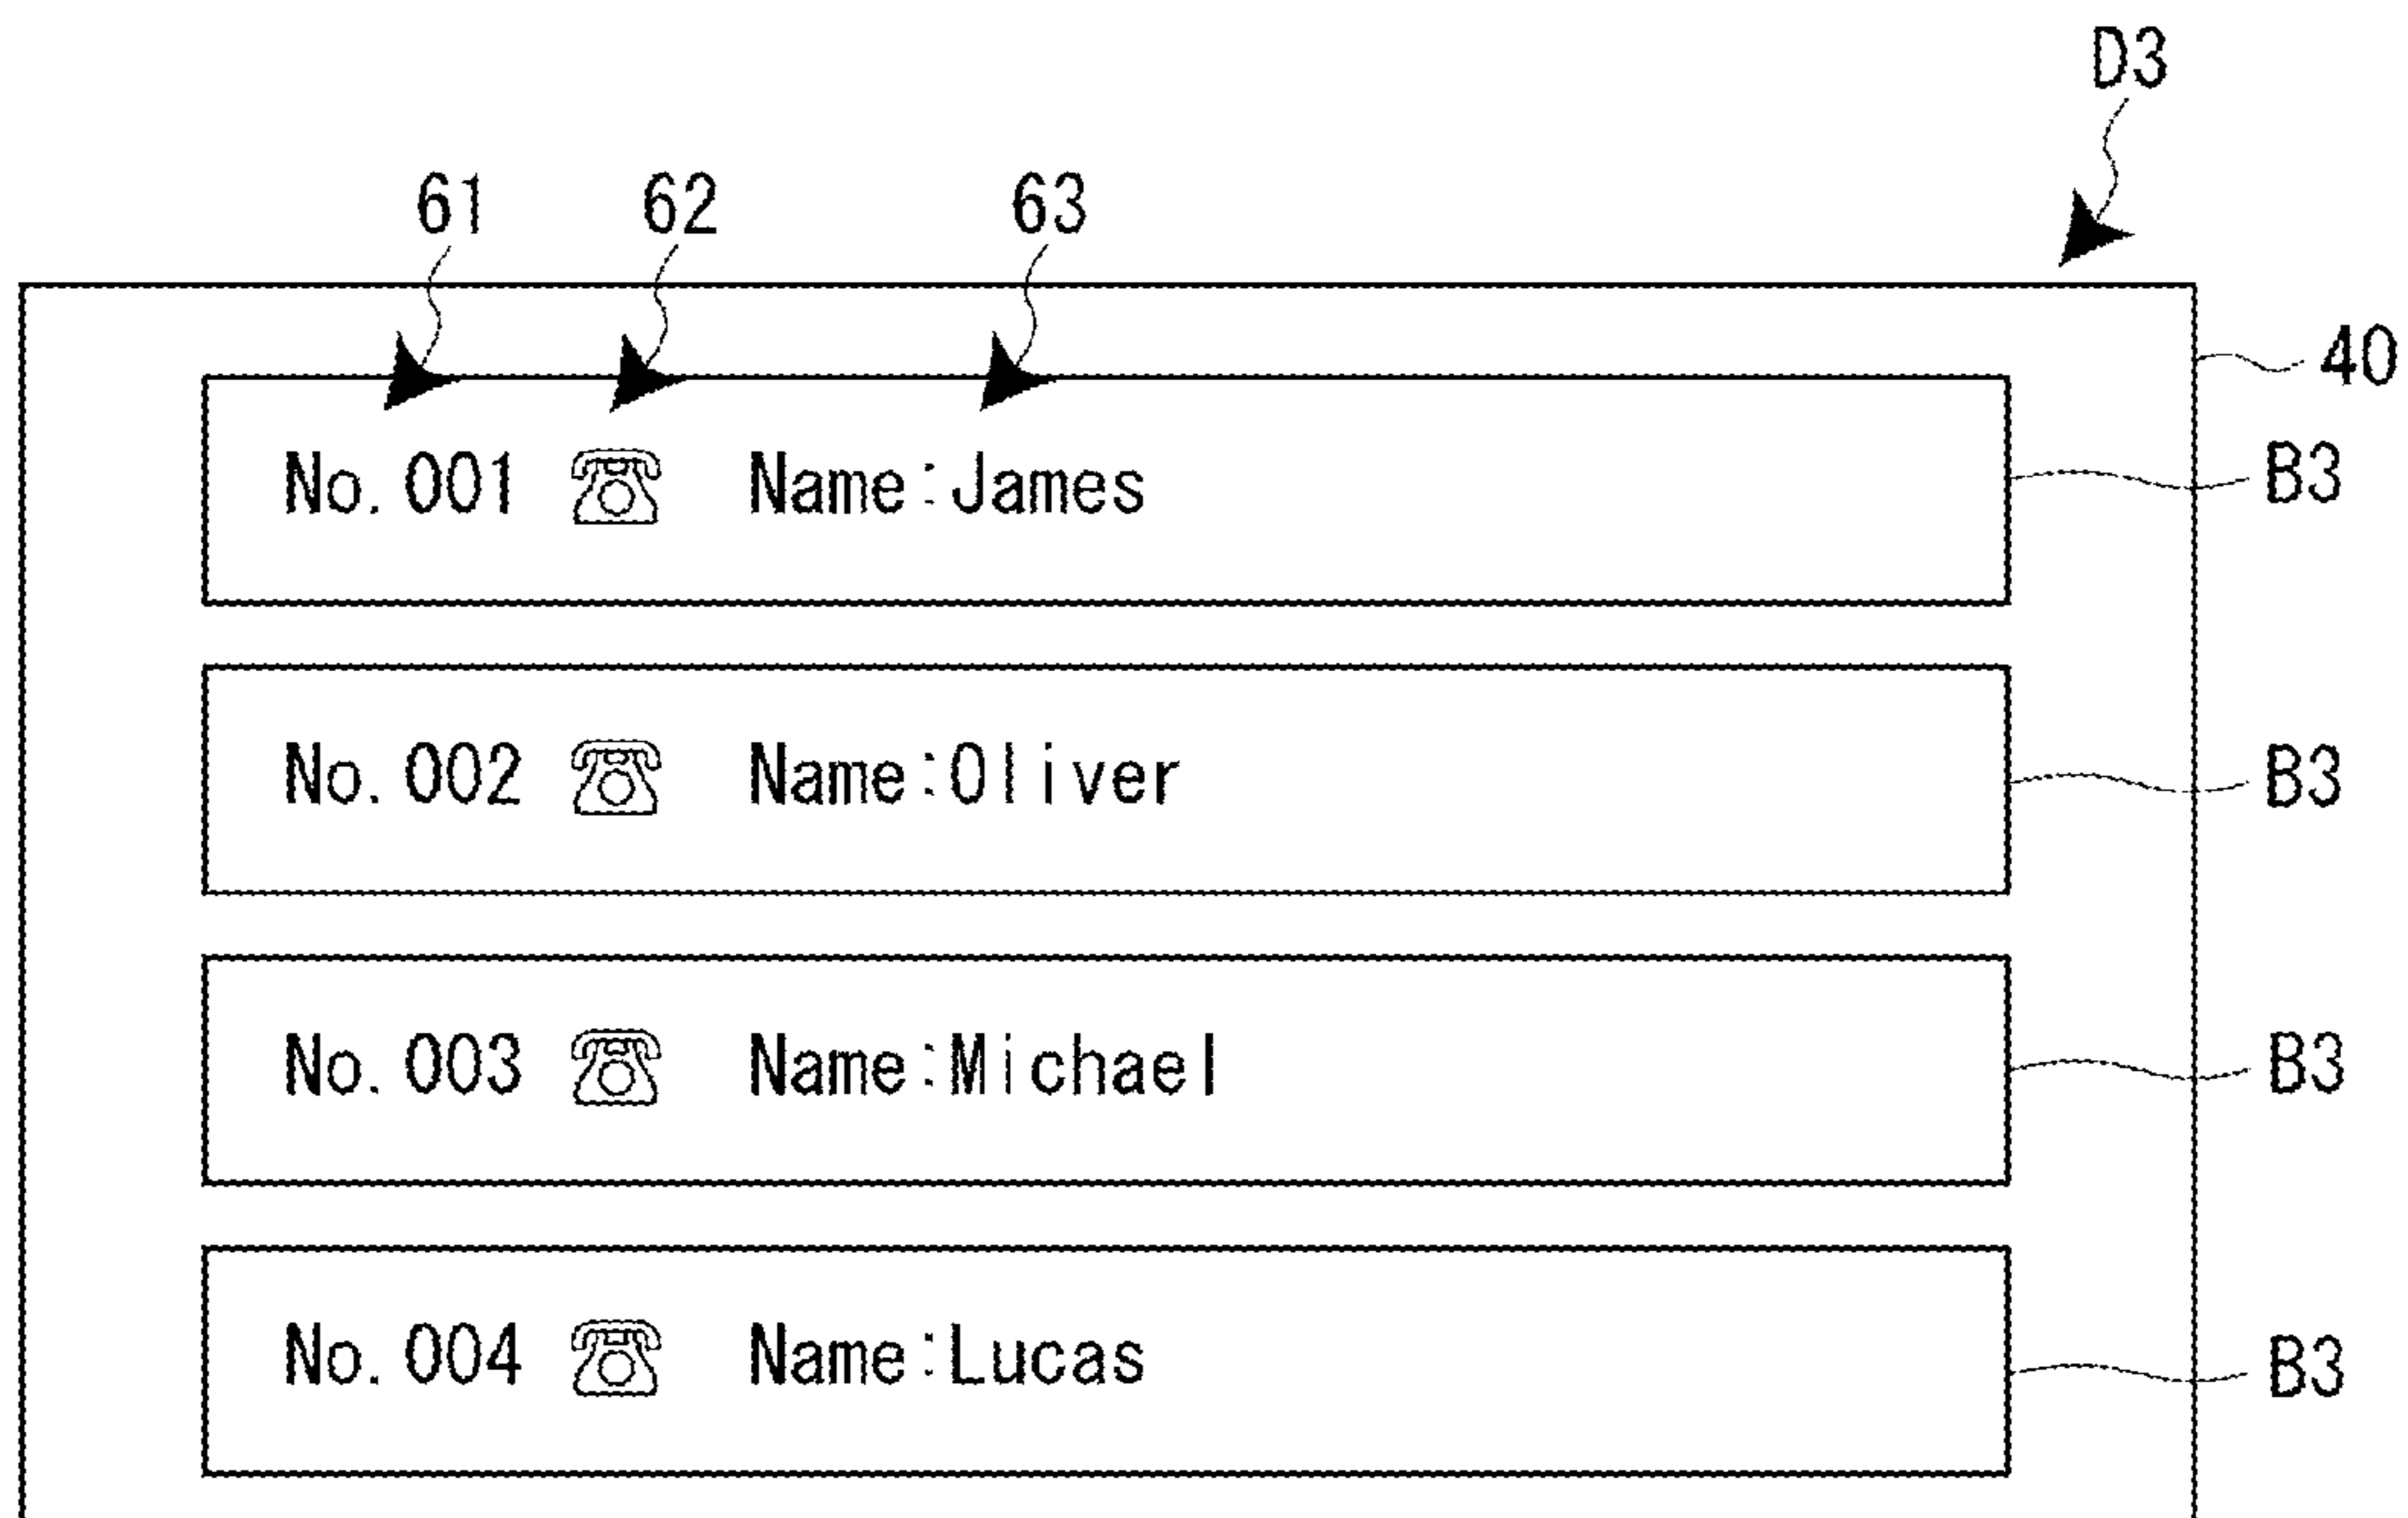 D3
61 62 63
40
No.001 ☏ Name:James B3
No.002 ☏ Name:Oliver B3
No.003 ☏ Name:Michael B3
No.004 ☏ Name:Lucas B3